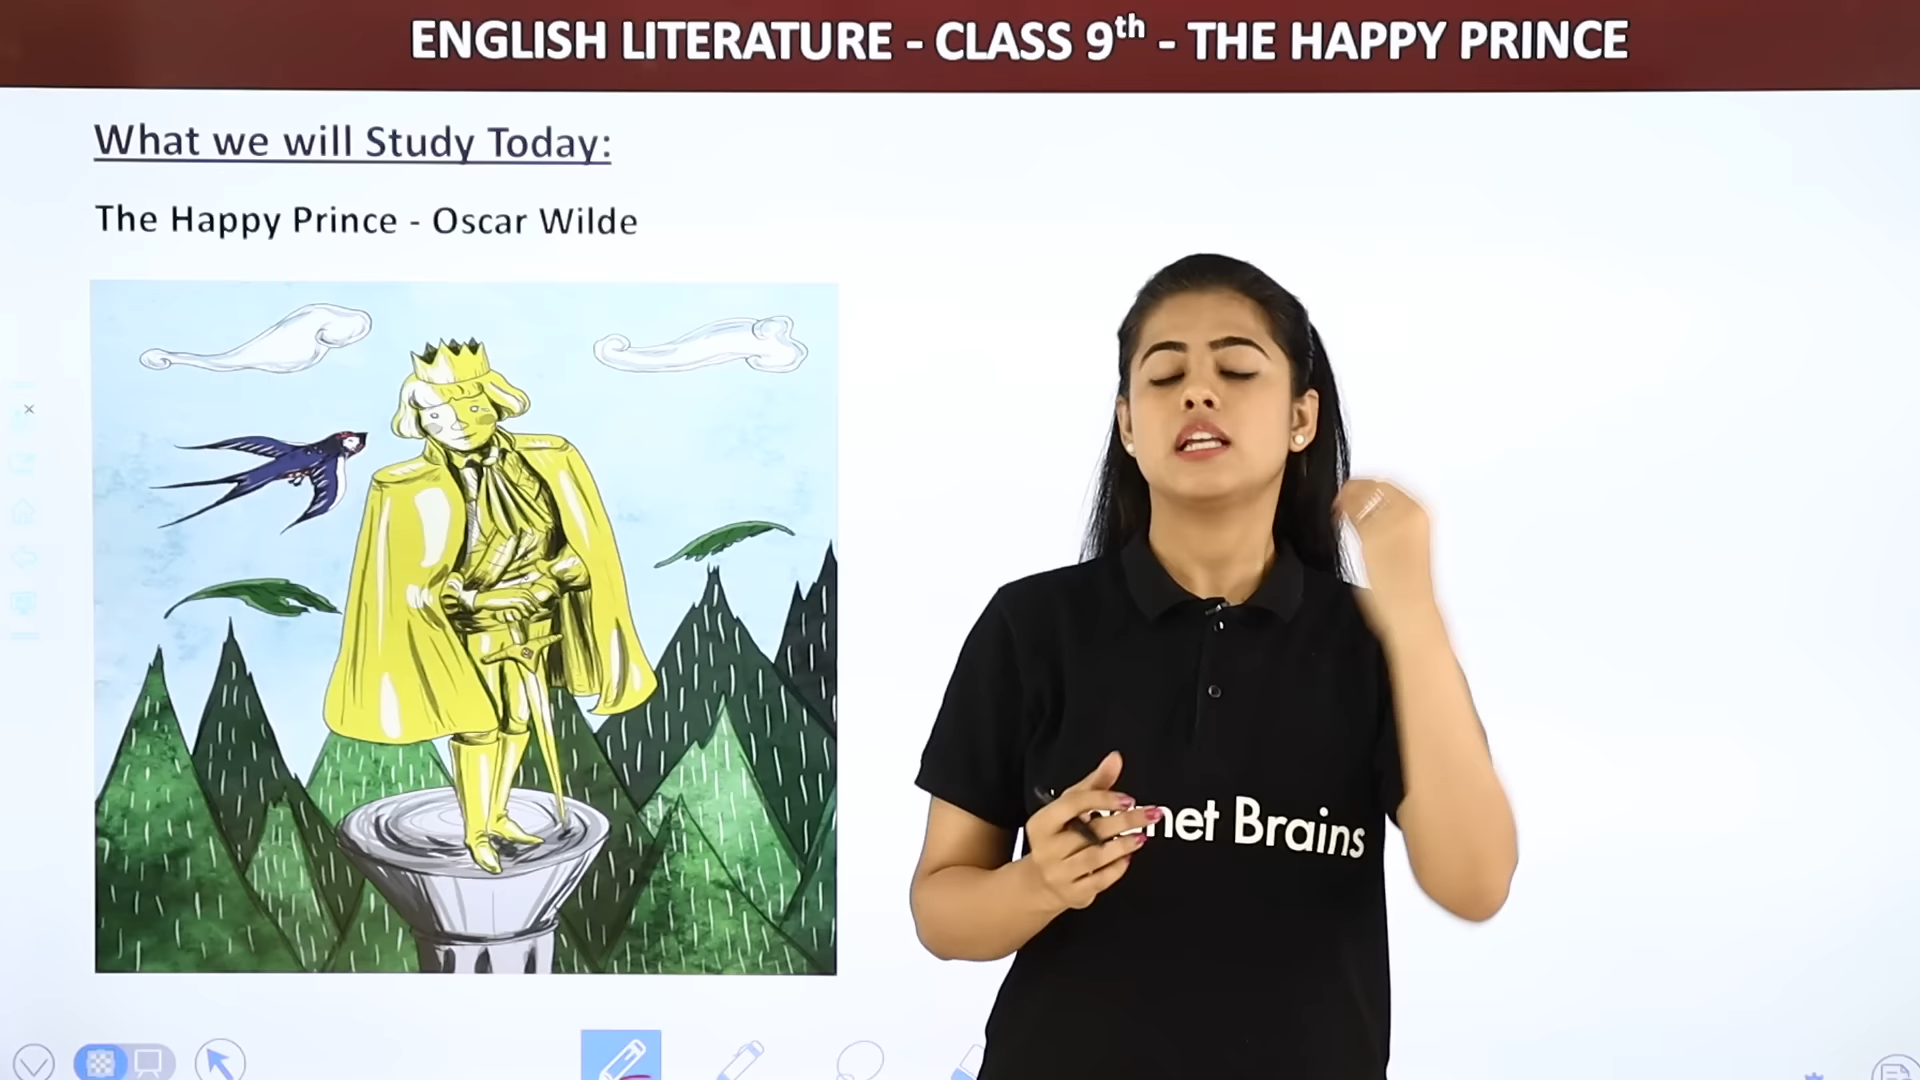 ENGLISH LITERATURE - CLASS 9th - THE HAPPY PRINCE
What we will Study Today:
The Happy Prince - Oscar Wilde
Brains